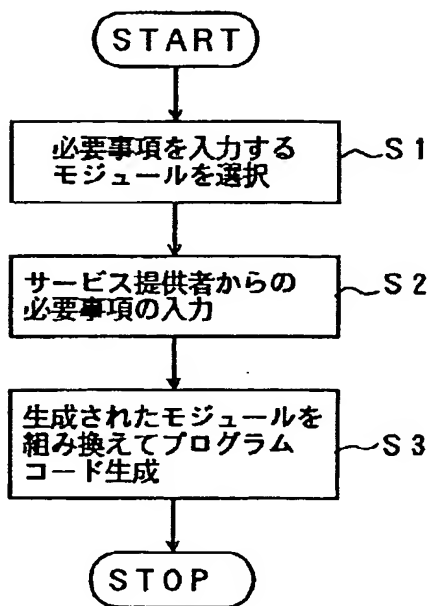 START
必要事項を入力する
モジュールを選択
S1
サービス提供者からの
必要事項の入力
S2
生成されたモジュールを
組み換えてプログラム
コード生成
S3
STOP